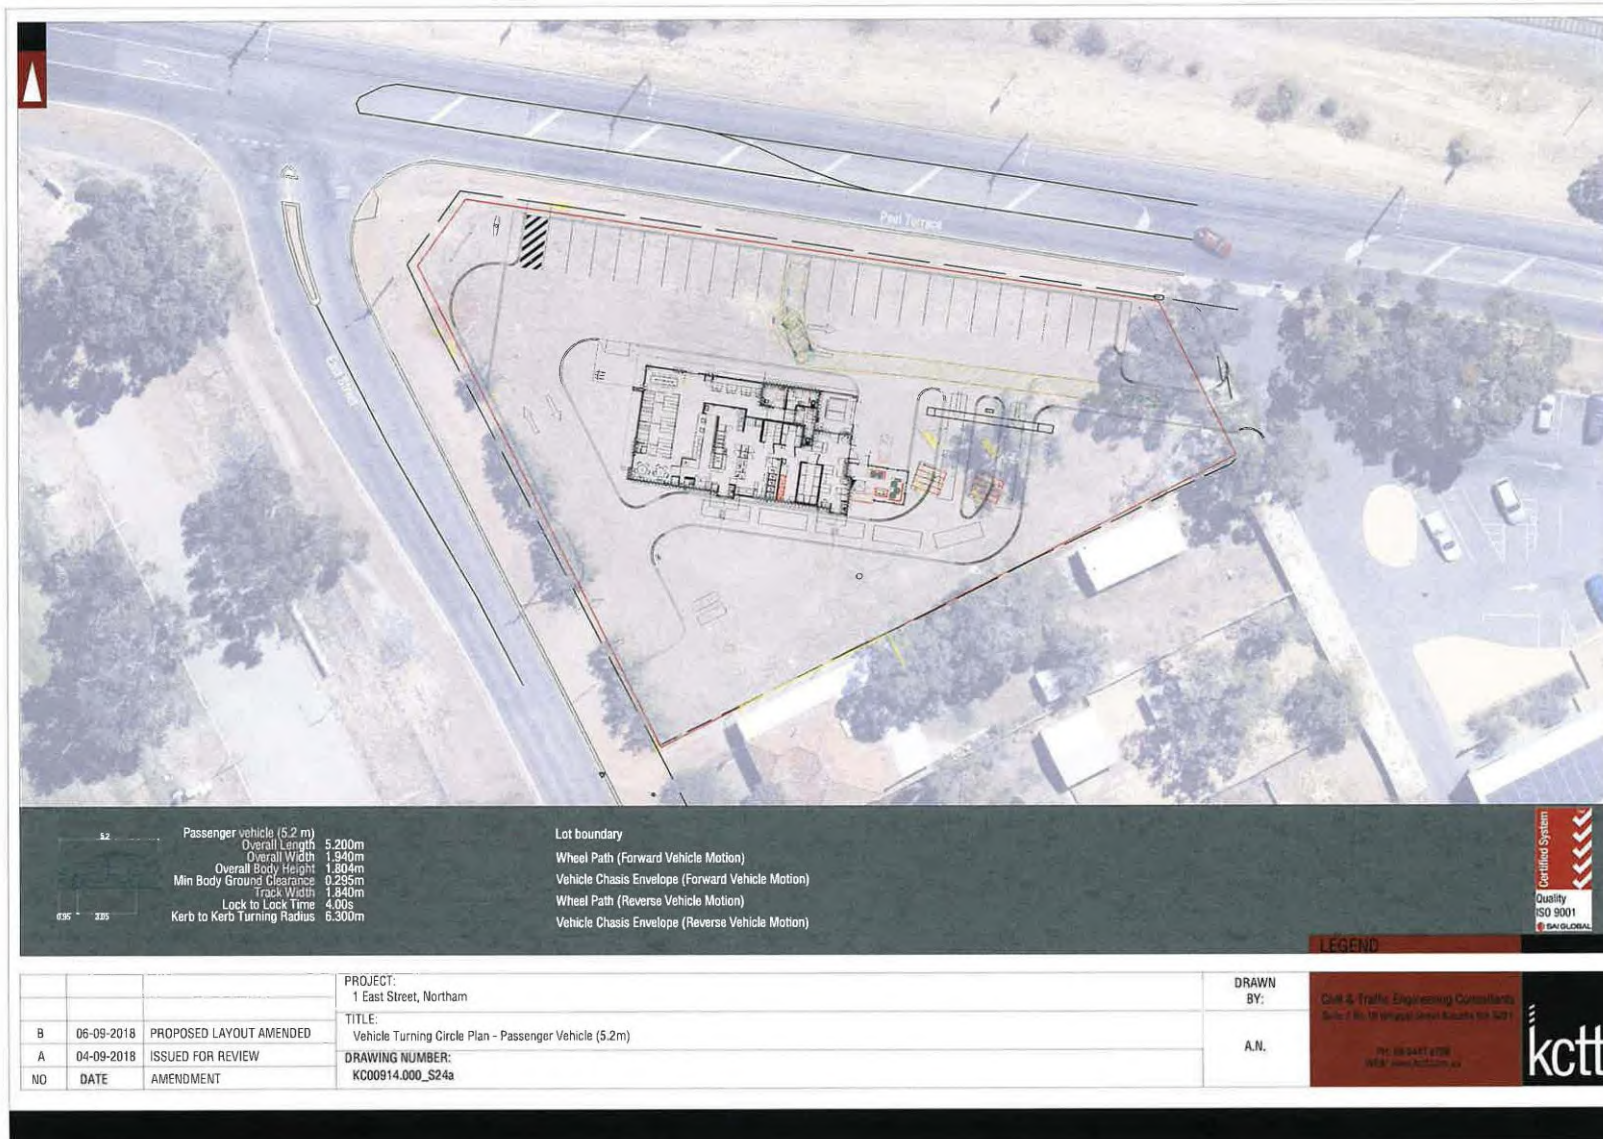 Peel Terrace
East Street
5.2
0.95 3.05
Passenger vehicle (5.2 m)
Overall Length 5.200m
Overall Width 1.940m
Overall Body Height 1.804m
Min Body Ground Clearance 0.295m
Track Width 1.840m
Lock to Lock Time 4.00s
Kerb to Kerb Turning Radius 6.300m
Lot boundary
Wheel Path (Forward Vehicle Motion)
Vehicle Chasis Envelope (Forward Vehicle Motion)
Wheel Path (Reverse Vehicle Motion)
Vehicle Chasis Envelope (Reverse Vehicle Motion)
Certified System
Quality
ISO 9001
SAI GLOBAL
LEGEND
B 06-09-2018 PROPOSED LAYOUT AMENDED
A 04-09-2018 ISSUED FOR REVIEW
NO DATE AMENDMENT
PROJECT:
1 East Street, Northam
TITLE:
Vehicle Turning Circle Plan - Passenger Vehicle (5.2m)
DRAWING NUMBER:
KC00914.000_S24a
DRAWN
BY:
A.N.
Civil & Traffic Engineering Consultants
kctt